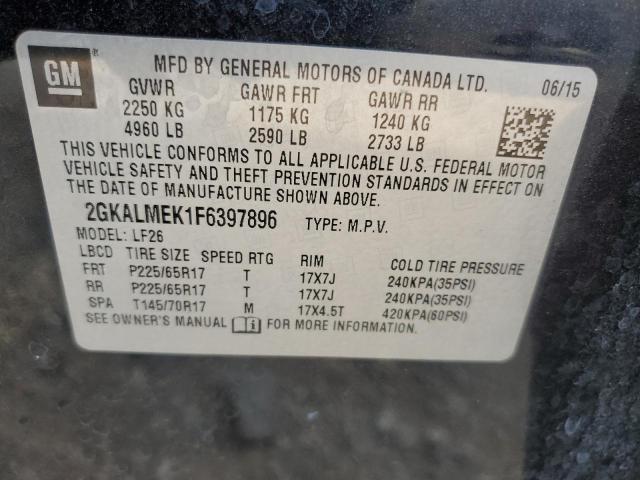 GM ®
MFD BY GENERAL MOTORS OF CANADA LTD. 06/15
GVWR GAWR FRT GAWR RR
2250 KG 1175 KG 1240 KG
4960 LB 2590 LB 2733 LB
THIS VEHICLE CONFORMS TO ALL APPLICABLE U.S. FEDERAL MOTOR
VEHICLE SAFETY AND THEFT PREVENTION STANDARDS IN EFFECT ON
THE DATE OF MANUFACTURE SHOWN ABOVE.
2GKALMEK1F6397896 TYPE: M.P.V.
MODEL: LF26
LBCD TIRE SIZE SPEED RTG RIM COLD TIRE PRESSURE
FRT P225/65R17 T 17X7J 240KPA(35PSI)
RR P225/65R17 T 17X7J 240KPA(35PSI)
SPA T145/70R17 M 17X4.5T 420KPA(60PSI)
SEE OWNER'S MANUAL FOR MORE INFORMATION.